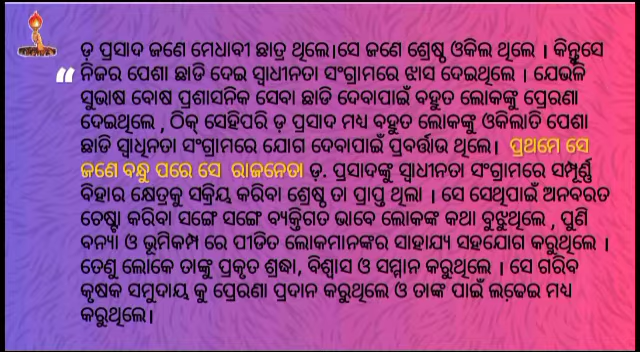 ଡ଼ ପ୍ରସାଦ ଜଣେ ମେଧାବୀ ଛାତ୍ର ଥିଲେ।ସେ ଜଣେ ଶ୍ରେଷ୍ଠ ଓକିଲ ଥିଲେ । କିନ୍ତୁସେ
ନିଜର ପେଶା ଛାଡି ଦେଇ ସ୍ୱାଧୀନତା ସଂଗ୍ରାମରେ ଝାସ ଦେଇଥିଲେ । ଯେଭଳି
ସୁଭାଷ ବୋଷ ପ୍ରଶାସନିକ ସେବା ଛାଡି ଦେବାପାଇଁ ବହୁତ ଲୋକଙ୍କୁ ପ୍ରେରଣା
ଦେଇଥିଲେ , ଠିକ୍ ସେହିପରି ଡ଼ ପ୍ରସାଦ ମଧ୍ୟ ବହୁତ ଲୋକଙ୍କୁ ଓକିଲାତି ପେଶା
ଛାଡି ସ୍ୱାଧିନତା ସଂଗ୍ରାମରେ ଯୋଗ ଦେବାପାଇଁ ପ୍ରବର୍ତ୍ତାଉ ଥିଲେ। ପ୍ରଥମେ ସେ
ଜଣେ ବନ୍ଧୁ ପରେ ସେ ରାଜନେତା ଡ଼. ପ୍ରସାଦଙ୍କୁ ସ୍ୱାଧୀନତା ସଂଗ୍ରାମରେ ସମ୍ପୂର୍ଣ୍ଣ
ବିହାର କ୍ଷେତ୍ରକୁ ସକ୍ରିୟ କରିବା ଶ୍ରେଷ୍ଠ ତା ପ୍ରାପ୍ତ ଥିଲା । ସେ ସେଥିପାଇଁ ଅନବରତ
ଚେଷ୍ଟା କରିବା ସଙ୍ଗେ ସଙ୍ଗେ ବ୍ୟକ୍ତିଗତ ଭାବେ ଲୋକଙ୍କ କଥା ବୁଝୁଥିଲେ , ପୁଣି
ବନ୍ୟା ଓ ଭୂମିକମ୍ପ ରେ ପୀଡିତ ଲୋକମାନଙ୍କର ସାହାଯ୍ୟ ସହଯୋଗ କରୁଥିଲେ ।
ତେଣୁ ଲୋକେ ତାଙ୍କୁ ପ୍ରକୃତ ଶ୍ରଦ୍ଧା, ବିଶ୍ୱାସ ଓ ସମ୍ମାନ କରୁଥିଲେ । ସେ ଗରିବ
କୃଷକ ସମୁଦାୟ କୁ ପ୍ରେରଣା ପ୍ରଦାନ କରୁଥିଲେ ଓ ତାଙ୍କ ପାଇଁ ଲଢ଼େଇ ମଧ୍ୟ
କରୁଥିଲେ।